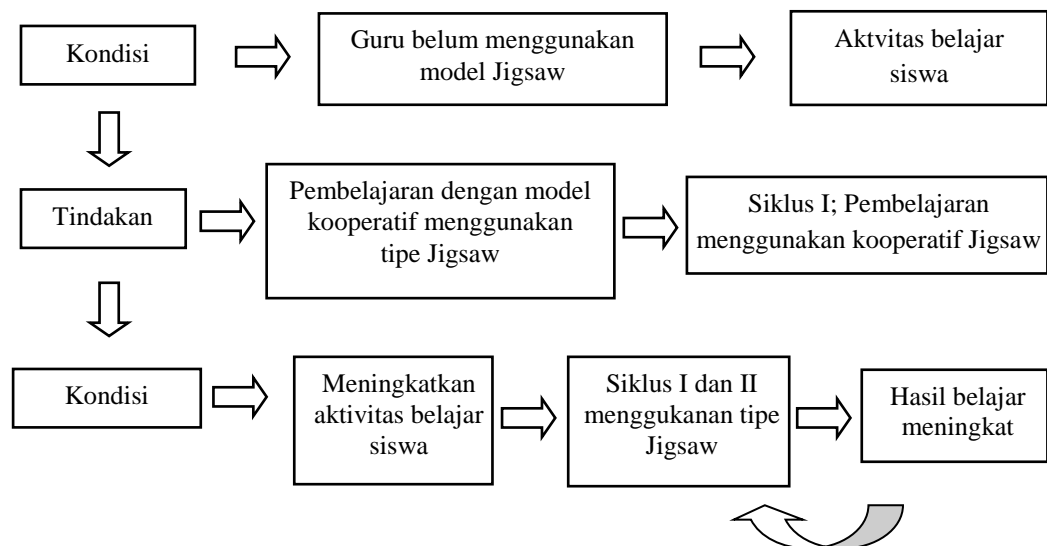 Kondisi
Guru belum menggunakan
model Jigsaw
Aktvitas belajar
siswa
Tindakan
Pembelajaran dengan model
kooperatif menggunakan
tipe Jigsaw
Siklus I; Pembelajaran
menggunakan kooperatif Jigsaw
Kondisi
Meningkatkan
aktivitas belajar
siswa
Siklus I dan II
menggukanan tipe
Jigsaw
Hasil belajar
meningkat